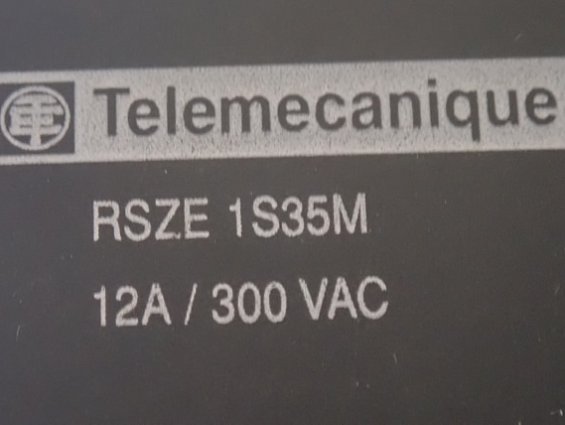 Telemecanique
RSZE 1S35M
12A / 300 VAC